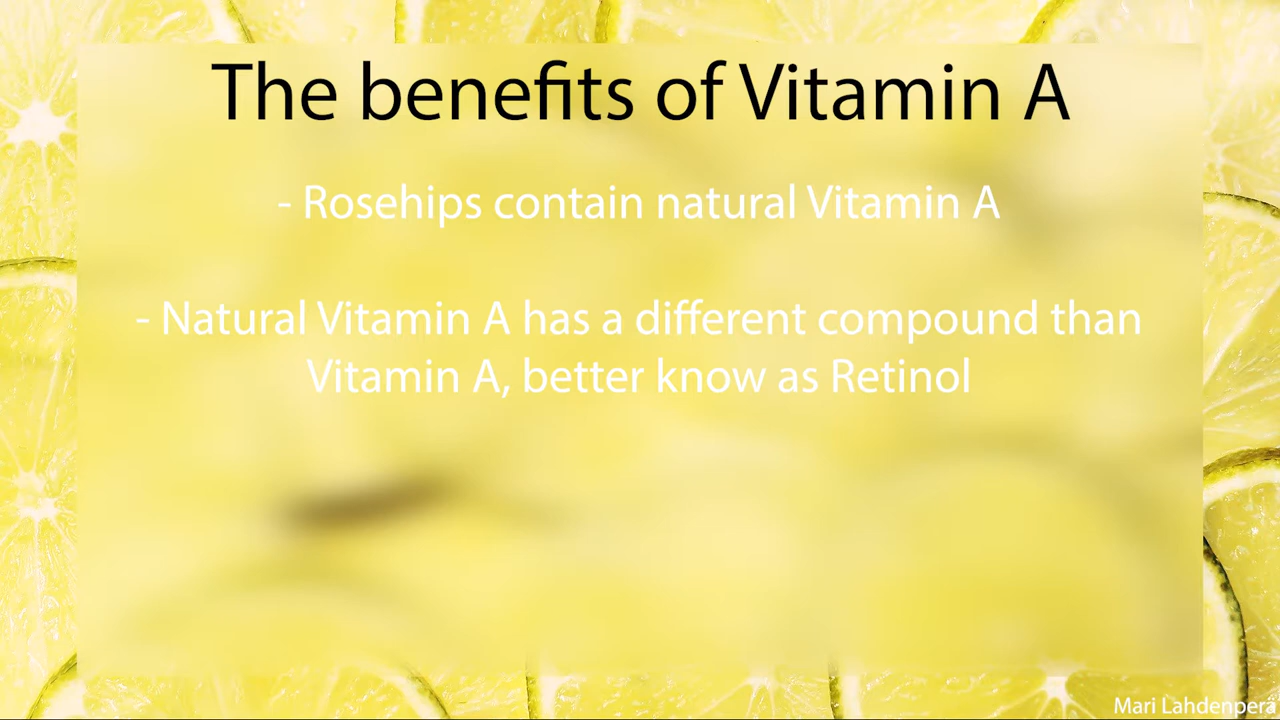 The benefits of Vitamin A
- Rosehips contain natural Vitamin A
- Natural Vitamin A has a different compound than
Vitamin A, better know as Retinol
Mari Lahdenperä